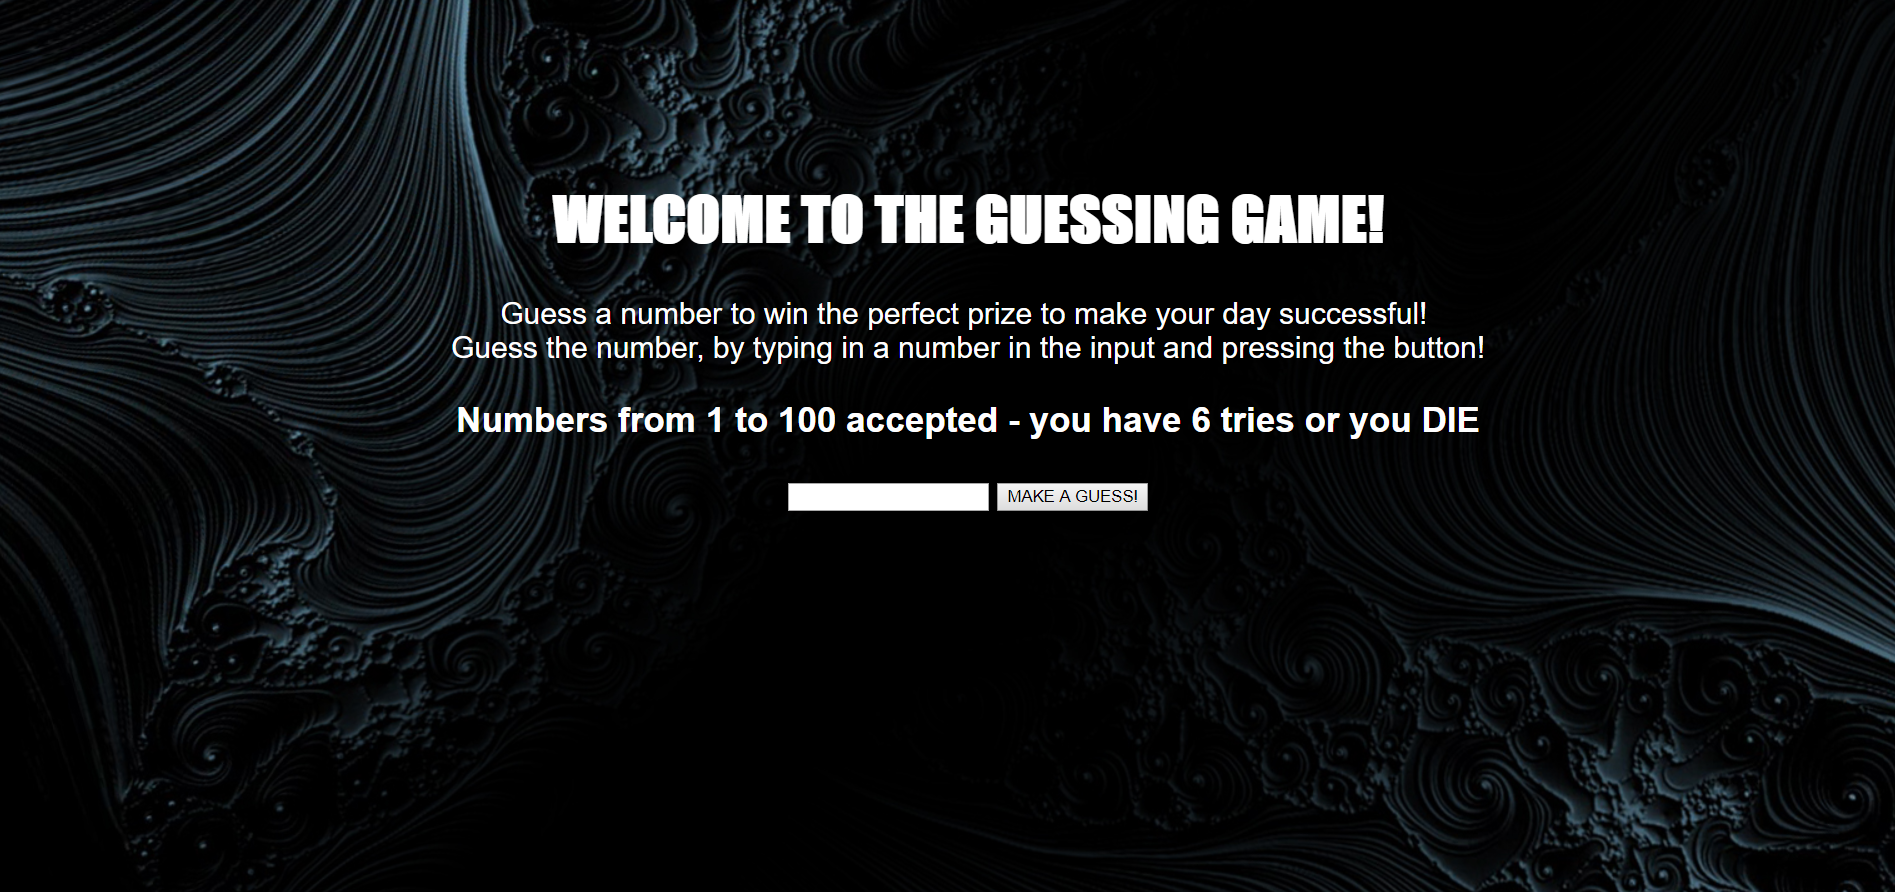 WELCOME TO THE GUESSING GAME!
Guess a number to win the perfect prize to make your day successful!
Guess the number, by typing in a number in the input and pressing the button!
Numbers from 1 to 100 accepted - you have 6 tries or you DIE
MAKE A GUESS!